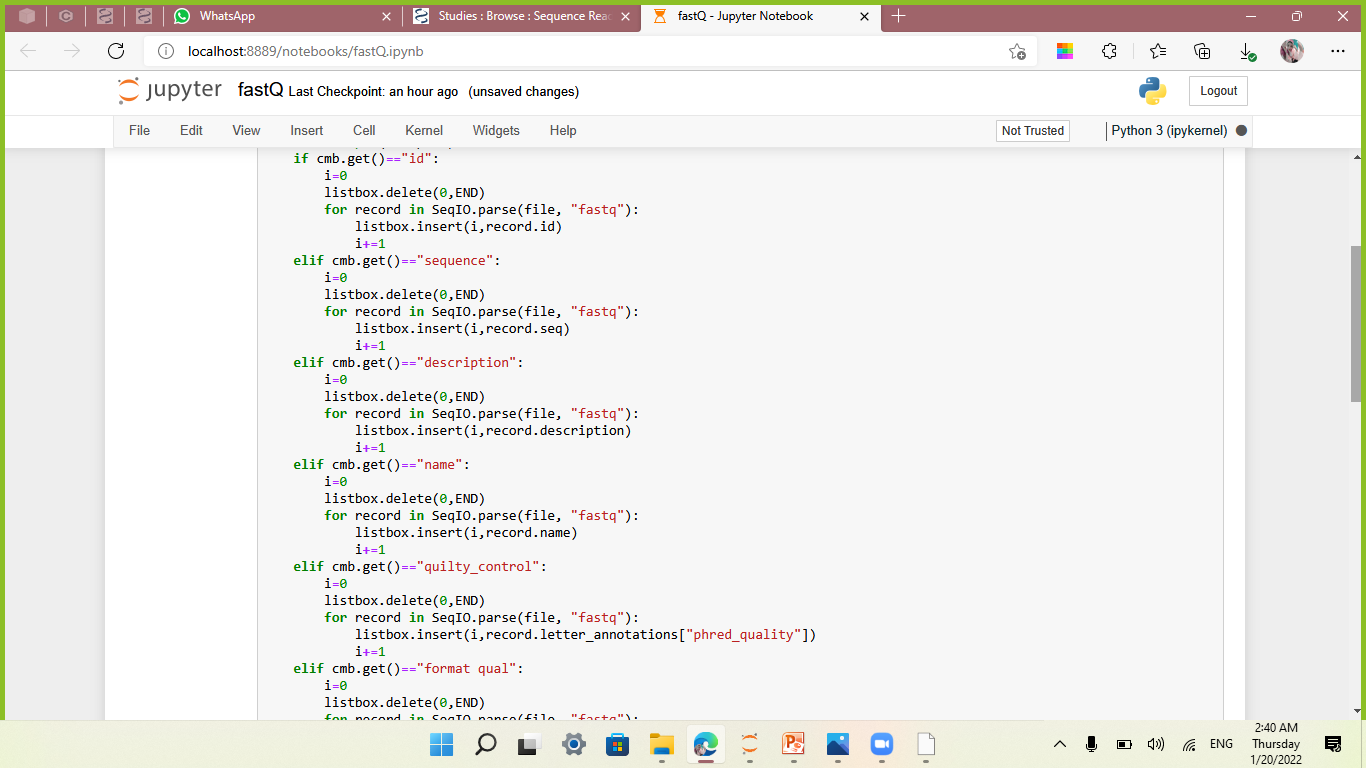 WhatsApp
Studies : Browse : Sequence Rea
fastQ - Jupyter Notebook
localhost:8889/notebooks/fastQ.ipynb
jupyter fastQ Last Checkpoint: an hour ago (unsaved changes)
Logout
File Edit View Insert Cell Kernel Widgets Help
Not Trusted
Python 3 (ipykernel)
if cmb.get()=="id":
i=0
listbox.delete(0,END)
for record in SeqIO.parse(file, "fastq"):
listbox.insert(i,record.id)
i+=1
elif cmb.get()=="sequence":
i=0
listbox.delete(0,END)
for record in SeqIO.parse(file, "fastq"):
listbox.insert(i,record.seq)
i+=1
elif cmb.get()=="description":
i=0
listbox.delete(0,END)
for record in SeqIO.parse(file, "fastq"):
listbox.insert(i,record.description)
i+=1
elif cmb.get()=="name":
i=0
listbox.delete(0,END)
for record in SeqIO.parse(file, "fastq"):
listbox.insert(i,record.name)
i+=1
elif cmb.get()=="quilty_control":
i=0
listbox.delete(0,END)
for record in SeqIO.parse(file, "fastq"):
listbox.insert(i,record.letter_annotations["phred_quality"])
i+=1
elif cmb.get()=="format qual":
i=0
listbox.delete(0,END)
for record in SeqIO.parse(file, "fastq"):
ENG
2:40 AM
Thursday
1/20/2022